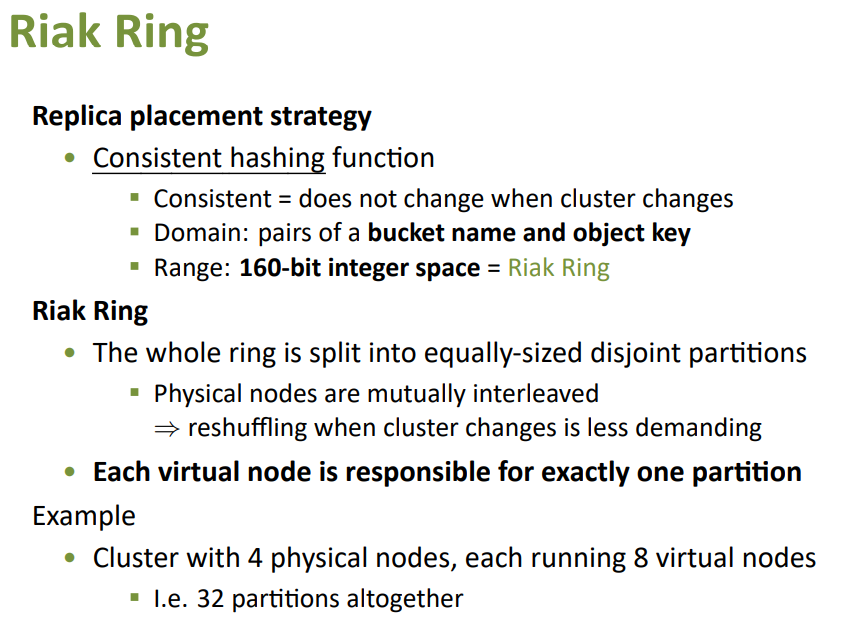 Riak Ring
Replica placement strategy
• Consistent hashing function
▪ Consistent = does not change when cluster changes
▪ Domain: pairs of a bucket name and object key
▪ Range: 160-bit integer space = Riak Ring
Riak Ring
• The whole ring is split into equally-sized disjoint partitions
▪ Physical nodes are mutually interleaved
⇒ reshuffling when cluster changes is less demanding
• Each virtual node is responsible for exactly one partition
Example
• Cluster with 4 physical nodes, each running 8 virtual nodes
▪ I.e. 32 partitions altogether